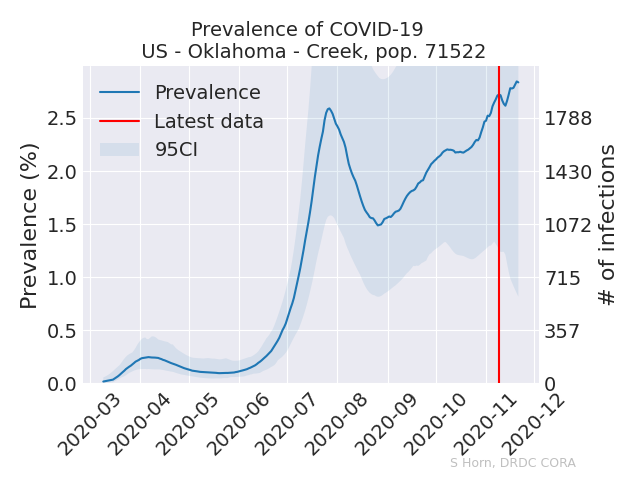 Prevalence of COVID-19
US - Oklahoma - Creek, pop. 71522
Prevalence
Latest data
95CI
Prevalence (%)
2.5
2.0
1.5
1.0
0.5
0.0
# of infections
1788
1430
1072
715
357
0
2020-03
2020-04
2020-05
2020-06
2020-07
2020-08
2020-09
2020-10
2020-11
2020-12
S Horn, DRDC CORA